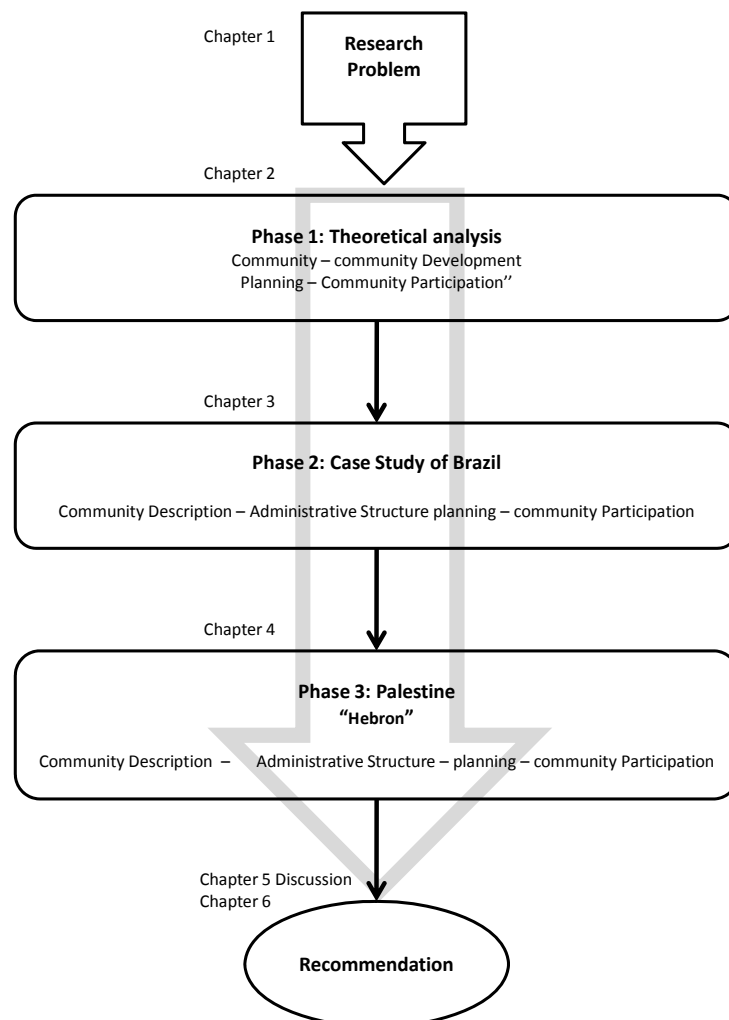 Chapter 1
Research
Problem
Chapter 2
Phase 1: Theoretical analysis
Community – community Development
Planning – Community Participation’’
Chapter 3
Phase 2: Case Study of Brazil
Community Description – Administrative Structure planning – community Participation
Chapter 4
Phase 3: Palestine
“Hebron”
Community Description – Administrative Structure – planning – community Participation
Chapter 5 Discussion
Chapter 6
Recommendation